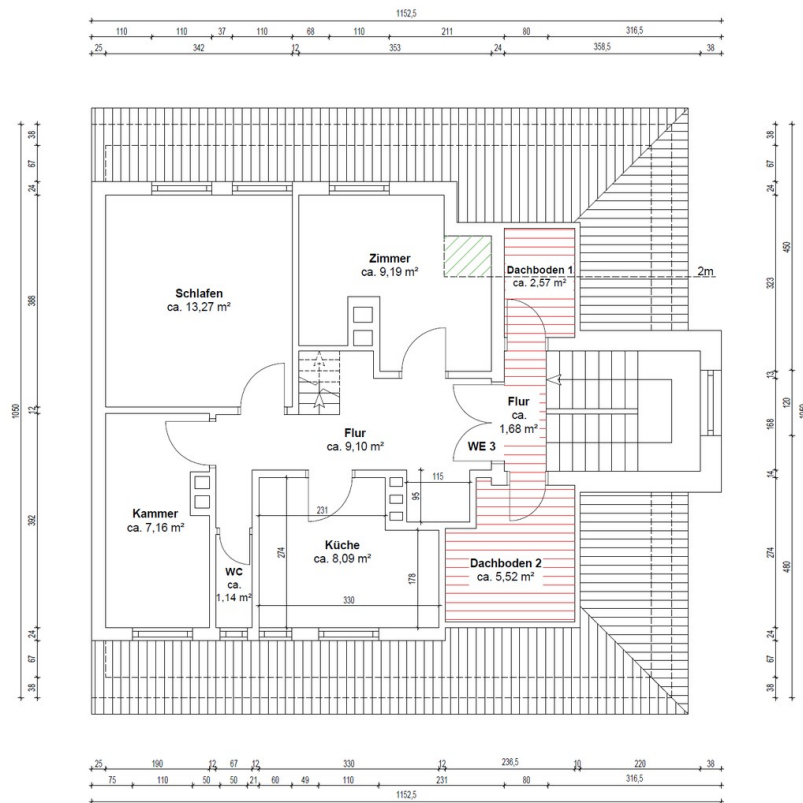 1152,5
110 110 37 110 68 110 211 80 316,5
25 342 12 353 24 358,5 38
38
67
24
388
12
392
24
67
38
1050
38
67
24
323
13
168
14
274
24
67
38
450
120
480
1050
2m
Zimmer
ca. 9,19 m²
Dachboden 1
ca. 2,57 m²
Schlafen
ca. 13,27 m²
Flur
ca.
1,68 m²
Flur
ca. 9,10 m²
WE 3
115
95
Kammer
ca. 7,16 m²
231
274
Küche
ca. 8,09 m²
178
330
WC
ca.
1,14 m²
Dachboden 2
ca. 5,52 m²
25 190 12 67 12 330 12 236,5 10 220 38
75 110 50 50 21 60 49 110 231 80 316,5
1152,5